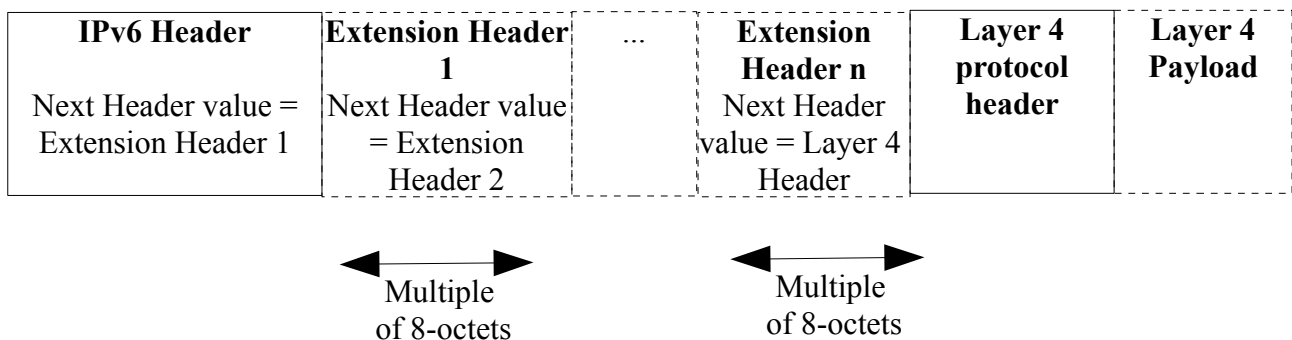 IPv6 Header
Next Header value =
Extension Header 1
Extension Header
1
Next Header value
= Extension
Header 2
...
Extension
Header n
Next Header
value = Layer 4
Header
Layer 4
protocol
header
Layer 4
Payload
Multiple
of 8-octets
Multiple
of 8-octets